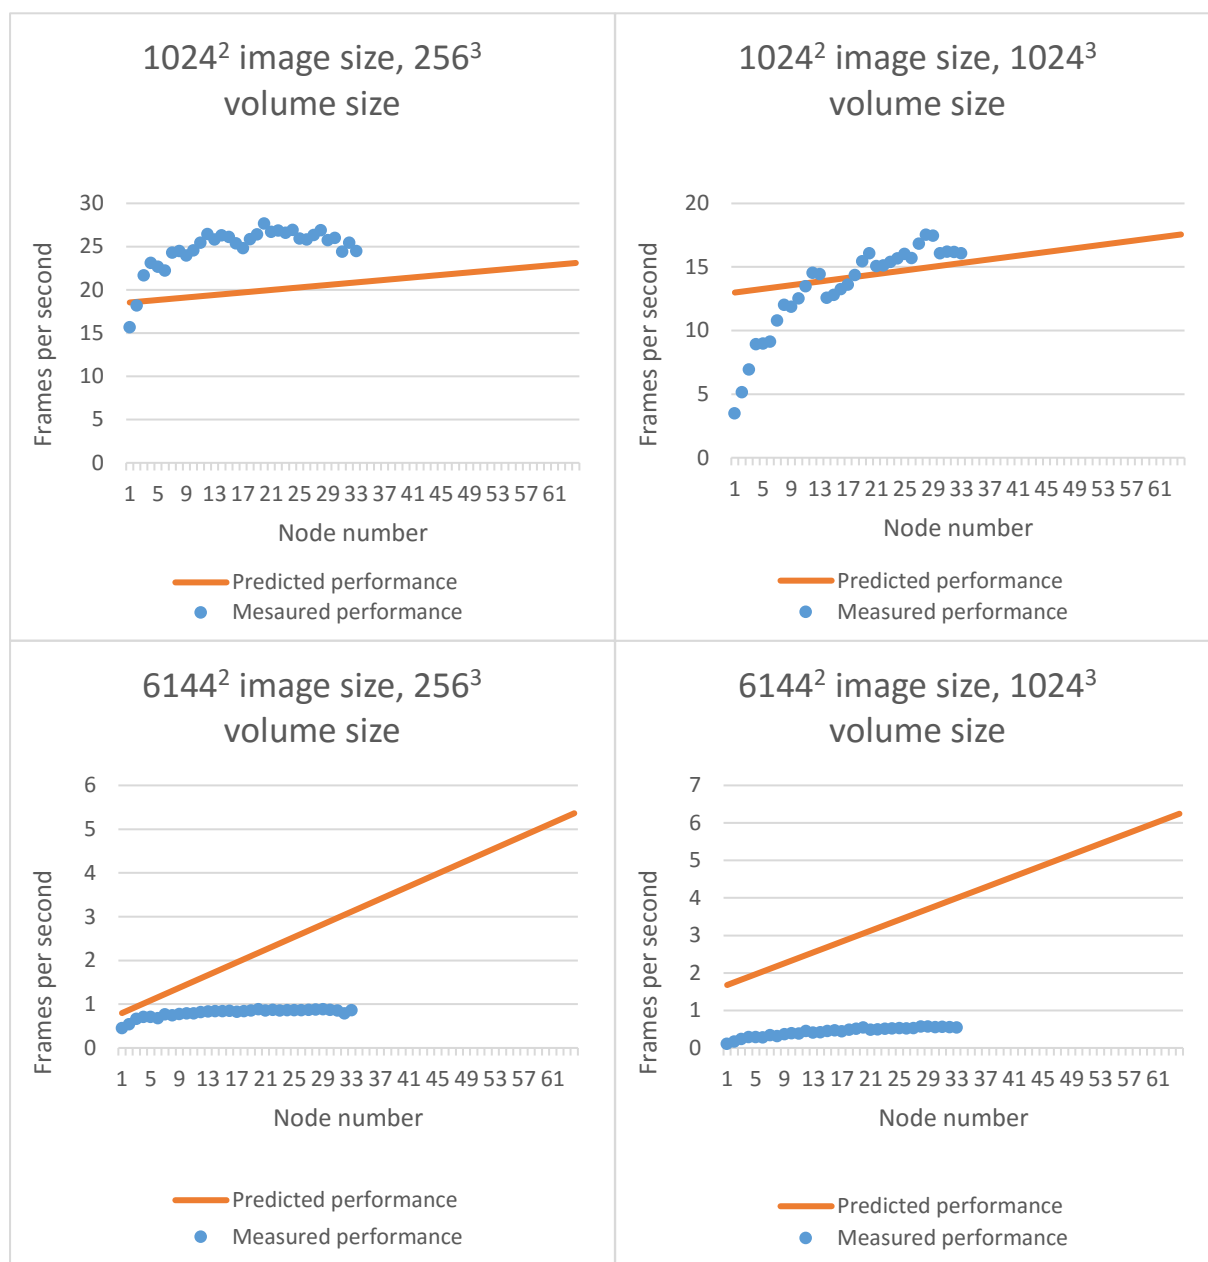 1024² image size, 256³
volume size
30
25
20
15
10
5
0
Frames per second
1 5 9 13 17 21 25 29 33 37 41 45 49 53 57 61
Node number
Predicted performance
Mesaured performance
1024² image size, 1024³
volume size
20
15
10
5
0
Frames per second
1 5 9 13 17 21 25 29 33 37 41 45 49 53 57 61
Node number
Predicted performance
Measured performance
6144² image size, 256³
volume size
6
5
4
3
2
1
0
Frames per second
1 5 9 13 17 21 25 29 33 37 41 45 49 53 57 61
Node number
Predicted performance
Measured performance
6144² image size, 1024³
volume size
7
6
5
4
3
2
1
0
Frames per second
1 5 9 13 17 21 25 29 33 37 41 45 49 53 57 61
Node number
Predicted performance
Measured performance